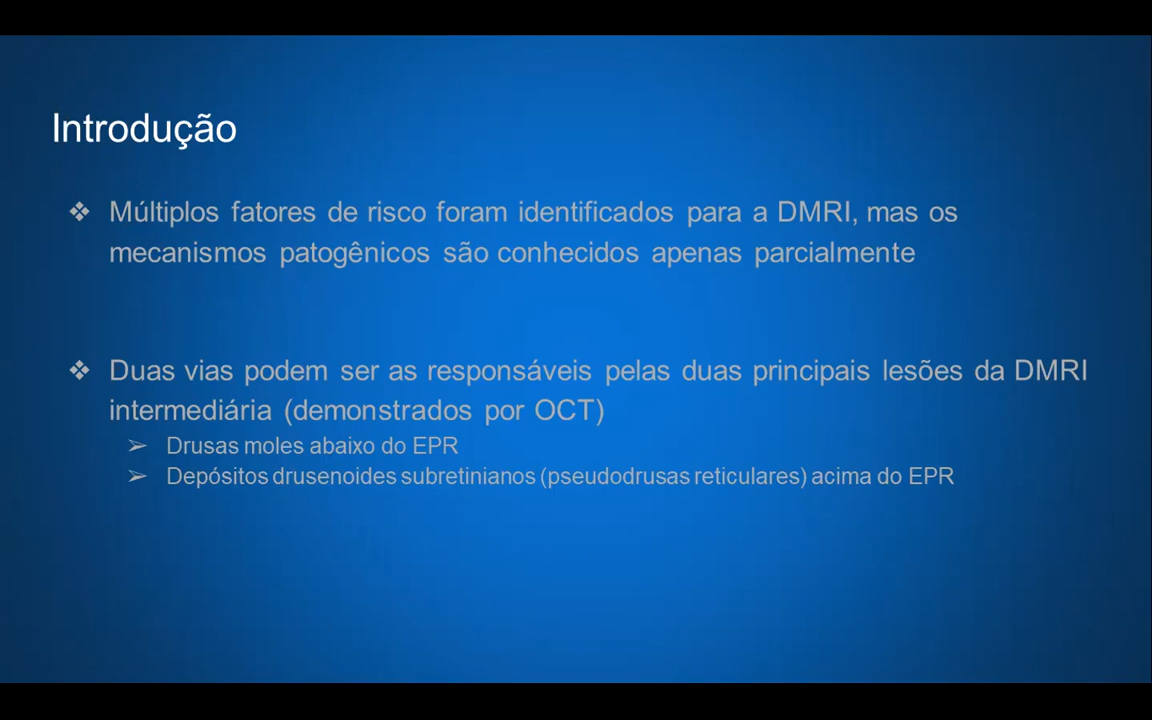 Introdução
❖ Múltiplos fatores de risco foram identificados para a DMRI, mas os
mecanismos patogênicos são conhecidos apenas parcialmente
❖ Duas vias podem ser as responsáveis pelas duas principais lesões da DMRI
intermediária (demonstrados por OCT)
➢ Drusas moles abaixo do EPR
➢ Depósitos drusenoides subretinianos (pseudodrusas reticulares) acima do EPR